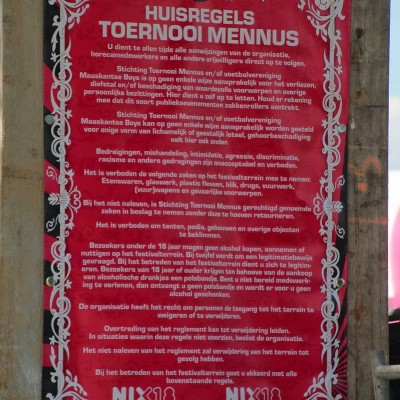 HUISREGELS
TOERNOOI MENNUS
U dient te allen tijde alle aanwijzingen van de organisatie,
horecamedewerkers en alle andere vrijwilligers direct op te volgen.
Stichting Toernooi Mennus en/of voetbalvereniging
Maaskantse Boys is op geen enkele wijze aansprakelijk voor het verliezen,
diefstal en/of beschadiging van waardevolle voorwerpen en overige
persoonlijke bezittingen. Hier dient u zelf op te letten. Houd er rekening
mee dat dit soort publieksevenementen zakkenrollers aantrekt.
Stichting Toernooi Mennus en/of voetbalvereniging
Maaskantse Boys kan op geen enkele wijze aansprakelijk worden gesteld
voor enige vorm van lichamelijk of geestelijk letsel, gehoorbeschadiging
valt hier ook onder.
Bedreigingen, mishandeling, intimidatie, agressie, discriminatie,
racisme en andere gedragingen zijn onacceptabel en verboden.
Het is verboden de volgende zaken op het festivalterrein mee te nemen:
Etenswaren, glaswerk, plastic flessen, blik, drugs, vuurwerk,
(vuur)wapens en gevaarlijke voorwerpen.
Bij het niet naleven, is Stichting Toernooi Mennus gerechtigd genoemde
zaken in beslag te nemen zonder deze te hoeven retourneren.
Het is verboden om tenten, podia, gebouwen en overige objecten
te beklimmen.
Bezoekers onder de 18 jaar mogen geen alcohol kopen, aannemen of
nuttigen op het festivalterrein. Bij twijfel wordt om een legitimatiebewijs
gevraagd. Bij het betreden van het festivalterrein dient u zich te legitim-
eren. Bezoekers van 18 jaar of ouder krijgen ten behoeve van de aankoop
van alcoholische drankjes een polsbandje. Bent u niet bereid medewerk-
ing te verlenen, dan ontvangt u geen polsbandje en wordt er voor u geen
alcohol geschonken.
De organisatie heeft het recht om personen de toegang tot het terrein te
weigeren of te verwijderen.
Overtreding van het reglement kan tot verwijdering leiden.
In situaties waarin deze regels niet voorzien, beslist de organisatie.
Het niet naleven van het reglement zal verwijdering van het terrein tot
gevolg hebben.
Bij het betreden van het festivalterrein gaat u akkoord met alle
bovenstaande regels.
NIX18 NIX18